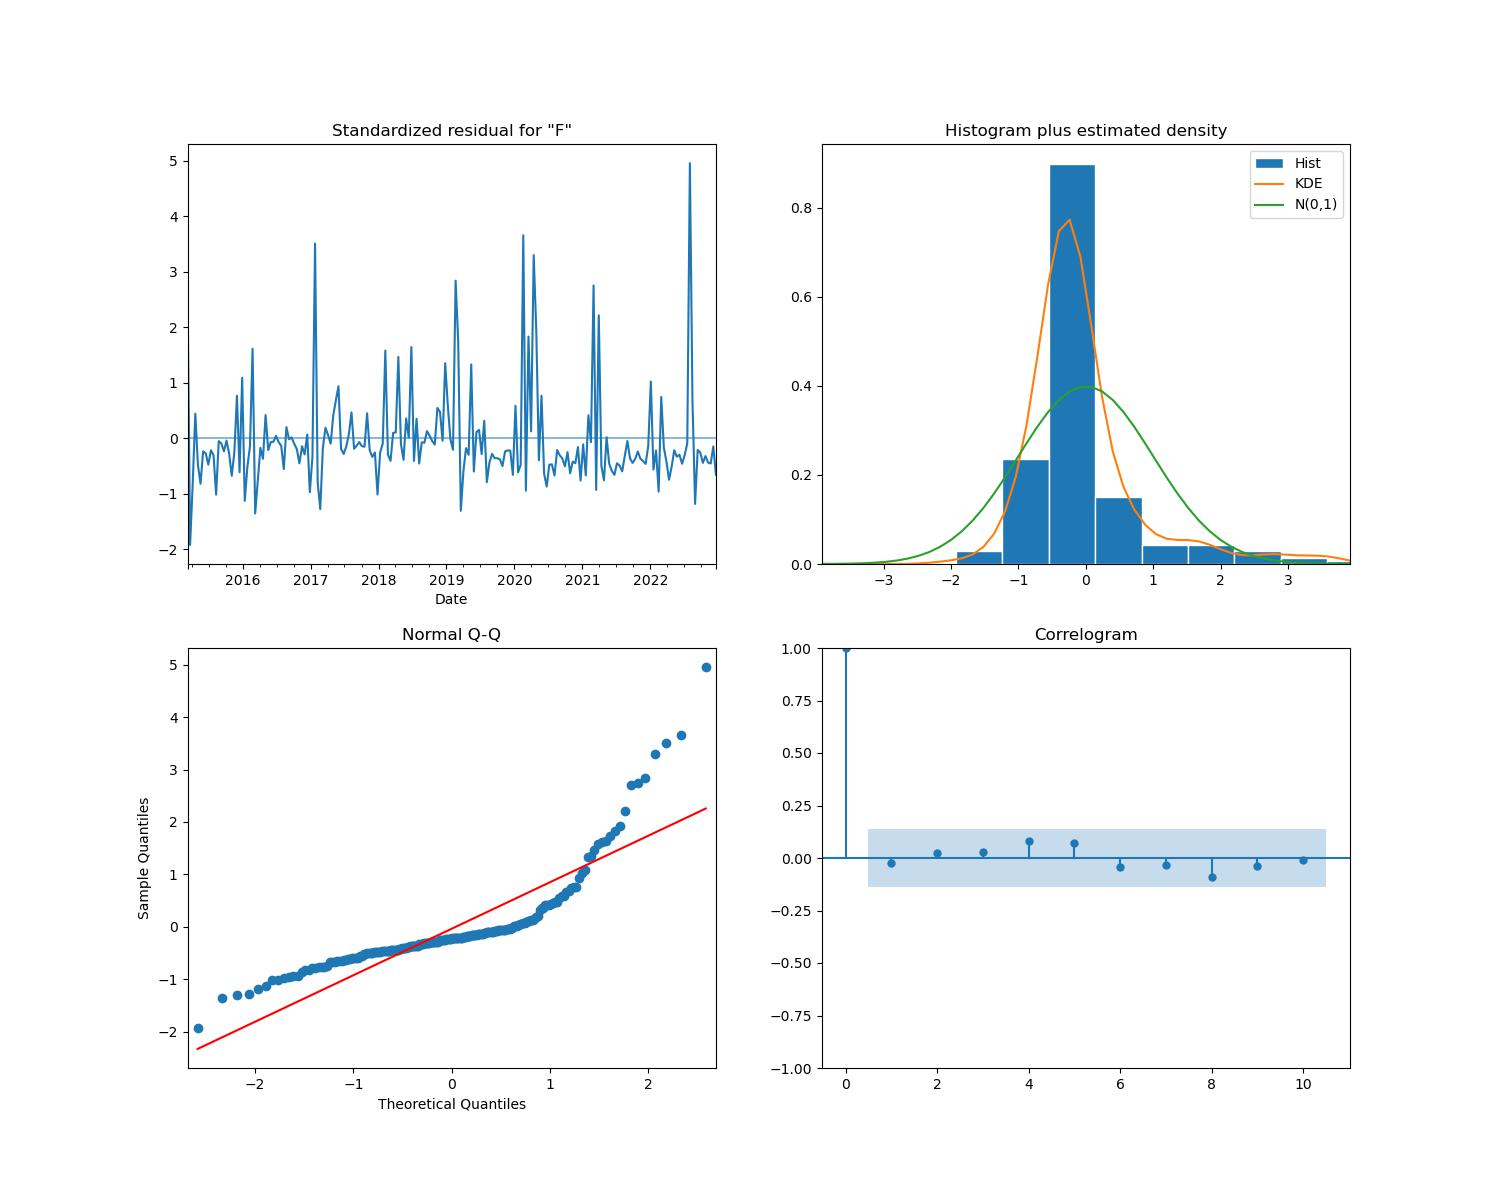 Standardized residual for "F"
5
4
3
2
1
0
−1
−2
2016 2017 2018 2019 2020 2021 2022
Date
Histogram plus estimated density
Hist
KDE
N(0,1)
0.8
0.6
0.4
0.2
0.0
−3 −2 −1 0 1 2 3
Normal Q-Q
Sample Quantiles
5
4
3
2
1
0
−1
−2
−2 −1 0 1 2
Theoretical Quantiles
Correlogram
1.00
0.75
0.50
0.25
0.00
−0.25
−0.50
−0.75
−1.00
0 2 4 6 8 10